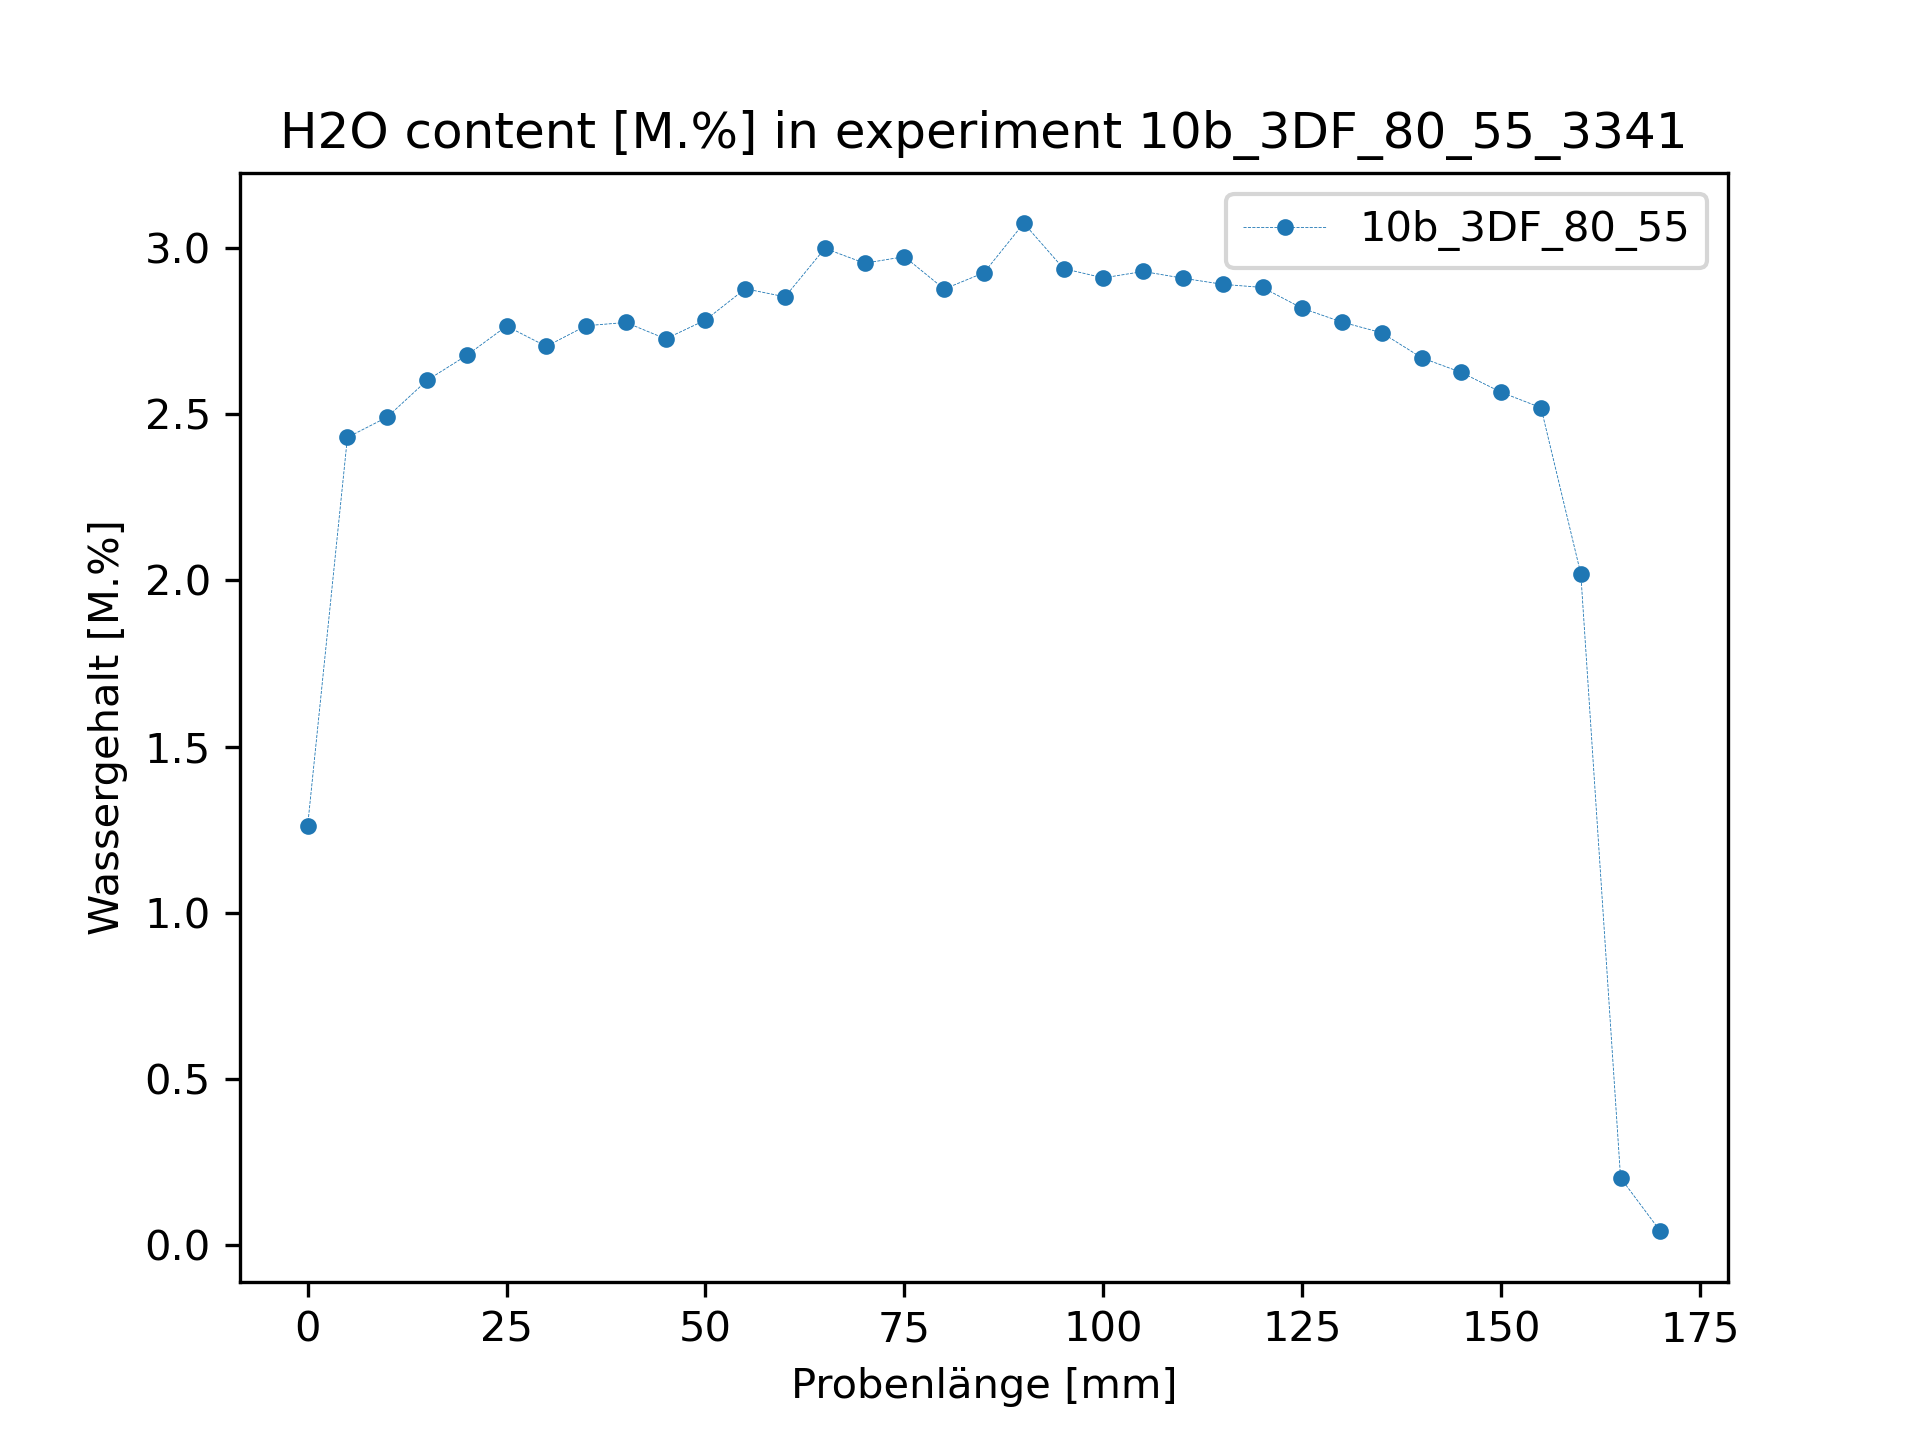 H2O content [M.%] in experiment 10b_3DF_80_55_3341
10b_3DF_80_55
Wassergehalt [M.%]
3.0
2.5
2.0
1.5
1.0
0.5
0.0
0 25 50 75 100 125 150 175
Probenlänge [mm]